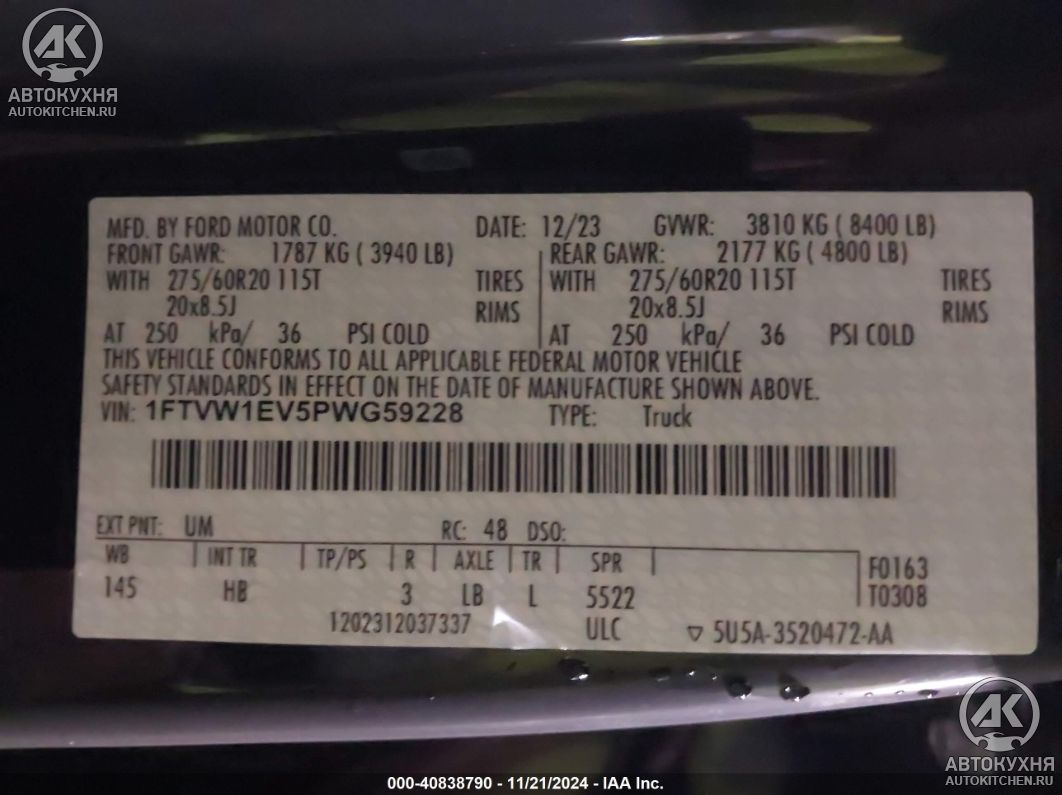 АК
АВТОКУХНЯ
AUTOKITCHEN.RU
MFD. BY FORD MOTOR CO. DATE: 12/23 GVWR: 3810 KG ( 8400 LB)
FRONT GAWR: 1787 KG ( 3940 LB) REAR GAWR: 2177 KG ( 4800 LB)
WITH 275/60R20 115T TIRES WITH 275/60R20 115T TIRES
20x8.5J RIMS 20x8.5J RIMS
AT 250 kPa/ 36 PSI COLD AT 250 kPa/ 36 PSI COLD
THIS VEHICLE CONFORMS TO ALL APPLICABLE FEDERAL MOTOR VEHICLE
SAFETY STANDARDS IN EFFECT ON THE DATE OF MANUFACTURE SHOWN ABOVE.
VIN: 1FTVW1EV5PWG59228 TYPE: Truck
EXT PNT: UM RC: 48 DSO:
WB INT TR TP/PS R AXLE TR SPR F0163
145 HB 3 LB L 5522 T0308
1202312037337 ULC ▽ 5U5A-3520472-AA
АК
АВТОКУХНЯ
AUTOKITCHEN.RU
000-40838790 - 11/21/2024 - IAA Inc.